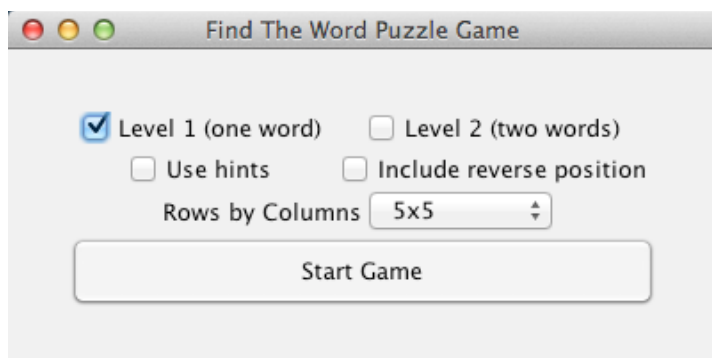 Find The Word Puzzle Game
Level 1 (one word) Level 2 (two words)
Use hints Include reverse position
Rows by Columns 5x5
Start Game